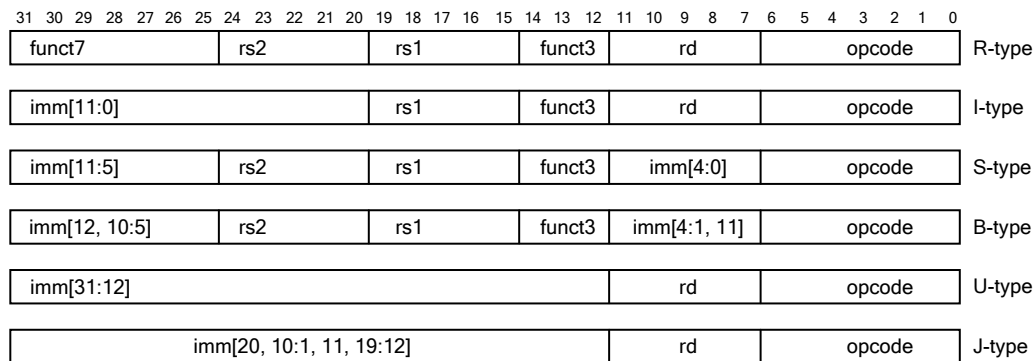 31 30 29 28 27 26 25 24 23 22 21 20 19 18 17 16 15 14 13 12 11 10 9 8 7 6 5 4 3 2 1 0
funct7 rs2 rs1 funct3 rd opcode R-type
imm[11:0] rs1 funct3 rd opcode I-type
imm[11:5] rs2 rs1 funct3 imm[4:0] opcode S-type
imm[12, 10:5] rs2 rs1 funct3 imm[4:1, 11] opcode B-type
imm[31:12] rd opcode U-type
imm[20, 10:1, 11, 19:12] rd opcode J-type